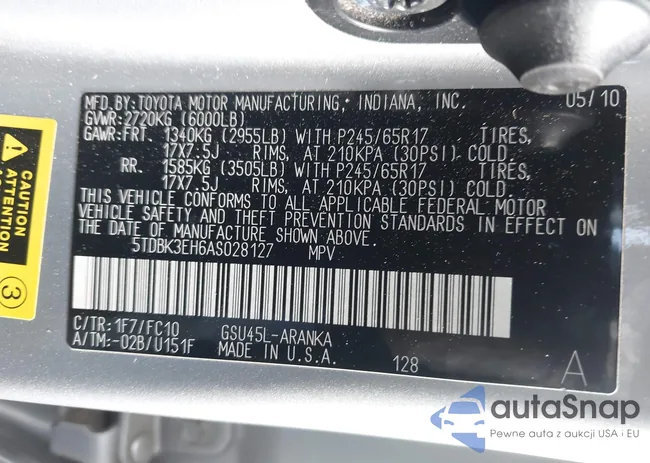 MFD. BY: TOYOTA MOTOR MANUFACTURING, INDIANA, INC. 05/10
GVWR: 2720KG (6000LB)
GAWR: FRT. 1340KG (2955LB) WITH P245/65R17 TIRES,
17X7.5J RIMS, AT 210KPA (30PSI) COLD.
RR. 1585KG (3505LB) WITH P245/65R17 TIRES,
17X7.5J RIMS, AT 210KPA (30PSI) COLD.
THIS VEHICLE CONFORMS TO ALL APPLICABLE FEDERAL MOTOR
VEHICLE SAFETY AND THEFT PREVENTION STANDARDS IN EFFECT ON
THE DATE OF MANUFACTURE SHOWN ABOVE.
5TDBK3EH6AS028127 MPV
C/TR: 1F7/FC10 GSU45L-ARANKA
A/TM: -02B/U151F MADE IN U.S.A. 128 A
CAUTION
ATTENTION
3
autaSnap
Pewne auta z aukcji USA i EU